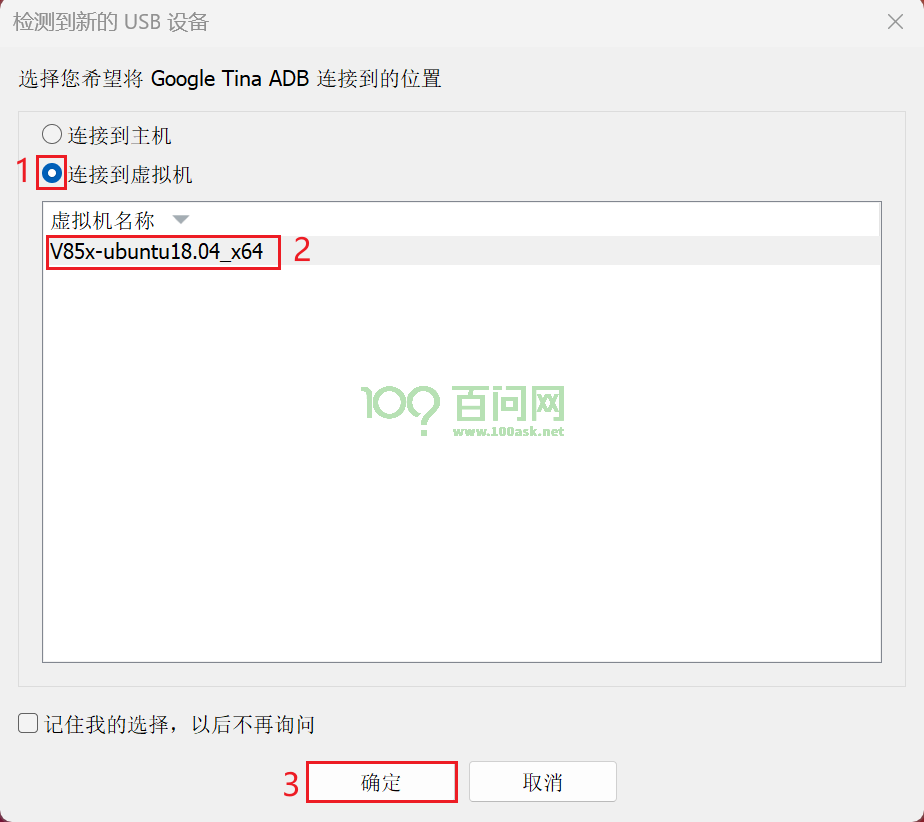 检测到新的 USB 设备
选择您希望将 Google Tina ADB 连接到的位置
连接到主机
1 连接到虚拟机
虚拟机名称
V85x-ubuntu18.04_x64 2
100? 百问网
www.100ask.net
记住我的选择，以后不再询问
3 确定 取消